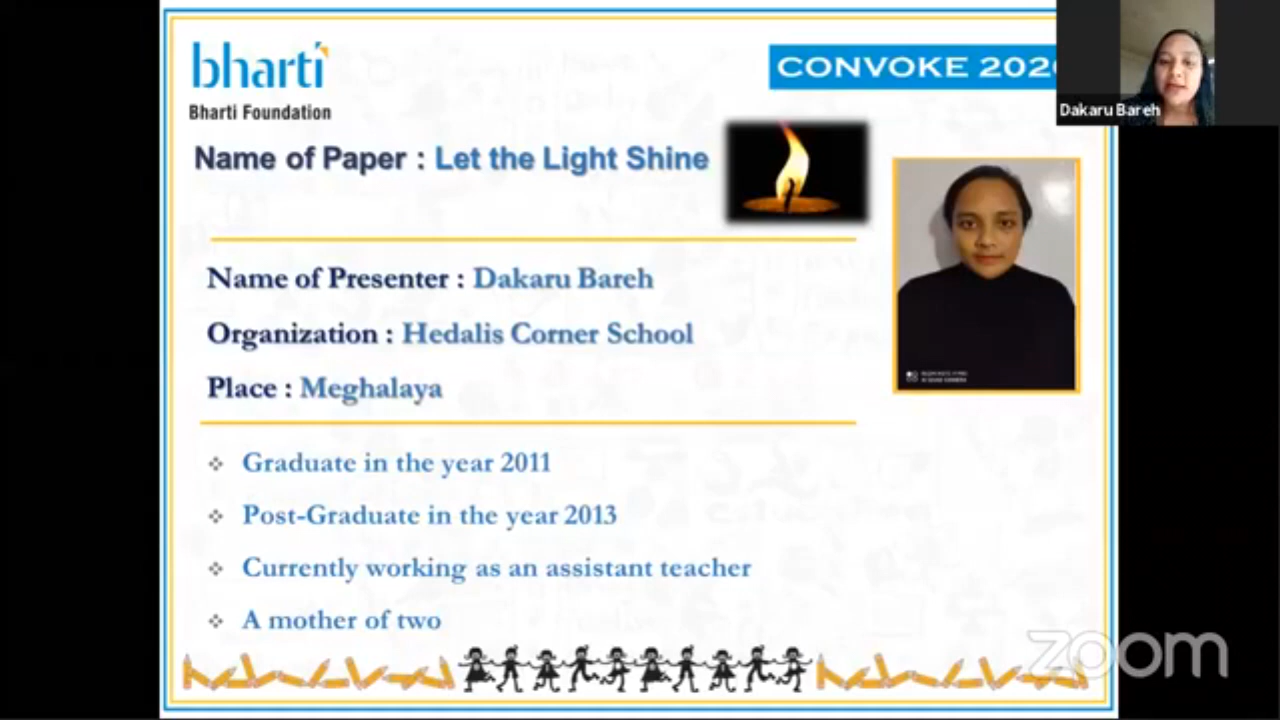 bharti
Bharti Foundation
CONVOKE 202
Dakaru Bareh
Name of Paper : Let the Light Shine
Name of Presenter : Dakaru Bareh
Organization : Hedalis Corner School
Place : Meghalaya
Graduate in the year 2011
Post-Graduate in the year 2013
Currently working as an assistant teacher
A mother of two
zoom